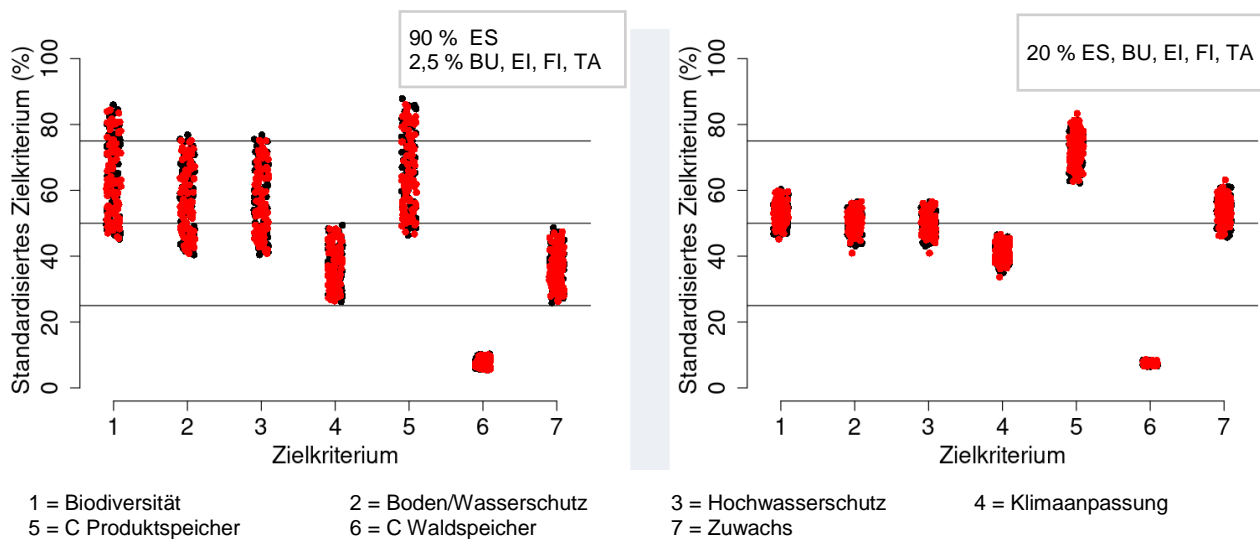 90 % ES
2,5 % BU, EI, FI, TA
Standardisiertes Zielkriterium (%)
100
80
60
40
20
0
1 2 3 4 5 6 7
Zielkriterium
20 % ES, BU, EI, FI, TA
Standardisiertes Zielkriterium (%)
100
80
60
40
20
0
1 2 3 4 5 6 7
Zielkriterium
1 = Biodiversität 2 = Boden/Wasserschutz 3 = Hochwasserschutz 4 = Klimaanpassung
5 = C Produktspeicher 6 = C Waldspeicher 7 = Zuwachs